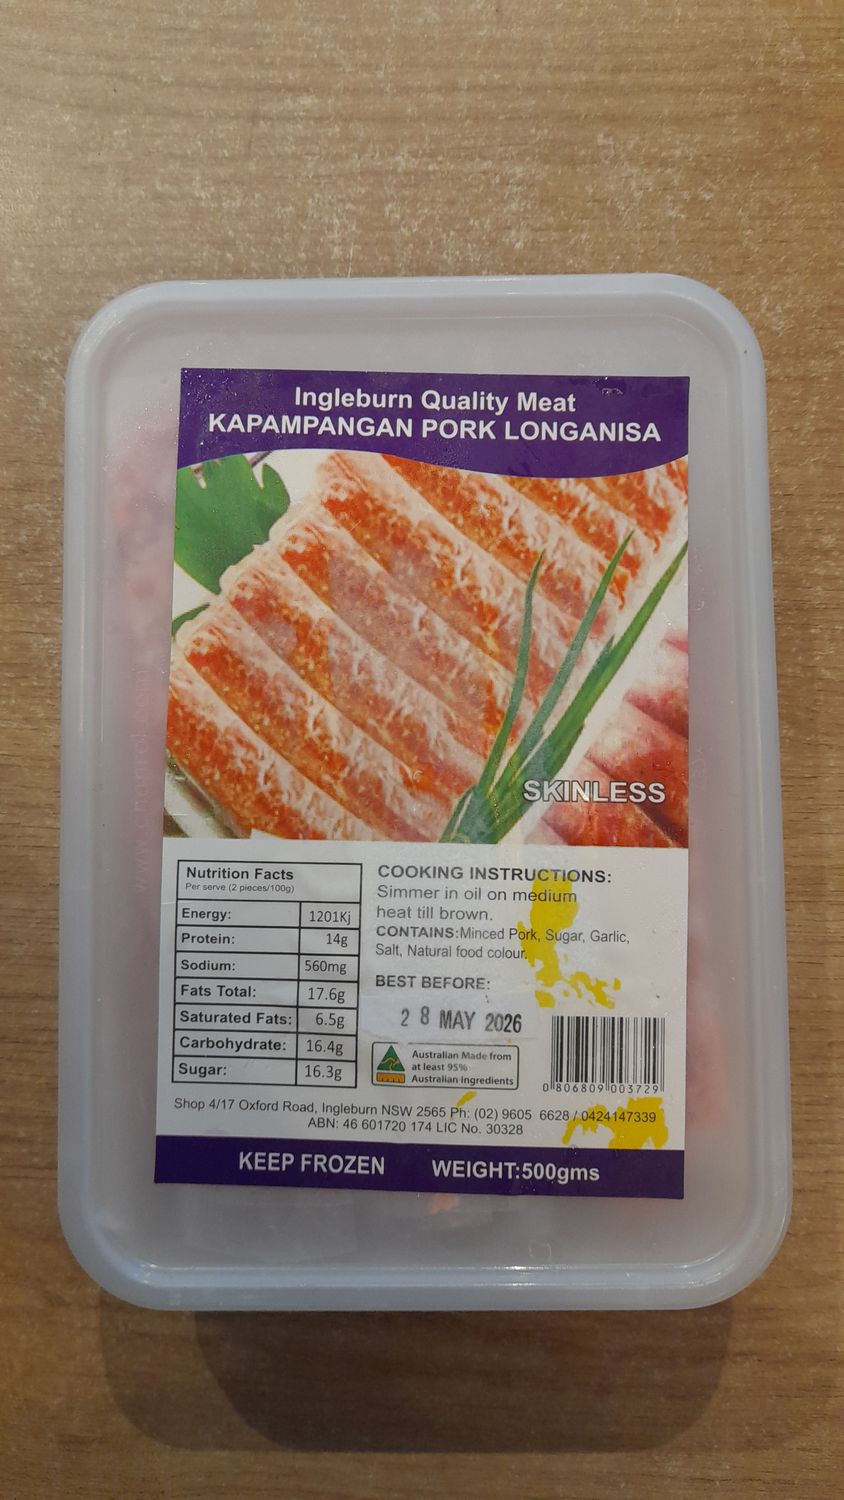 Ingleburn Quality Meat
KAPAMPANGAN PORK LONGANISA
SKINLESS
Nutrition Facts
Per serve (2 pieces/100g)
Energy: 1201Kj
Protein: 14g
Sodium: 560mg
Fats Total: 17.6g
Saturated Fats: 6.5g
Carbohydrate: 16.4g
Sugar: 16.3g
COOKING INSTRUCTIONS:
Simmer in oil on medium
heat till brown.
CONTAINS:Minced Pork, Sugar, Garlic,
Salt, Natural food colour.
BEST BEFORE:
28 MAY 2026
Australian Made from
at least 95%
Australian ingredients
0 806809 003729
Shop 4/17 Oxford Road, Ingleburn NSW 2565 Ph: (02) 9605 6628 / 0424147339
ABN: 46 601720 174 LIC No. 30328
KEEP FROZEN WEIGHT:500gms